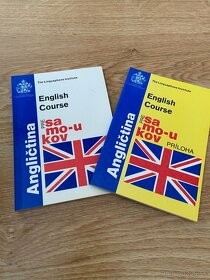 The Linguaphone Institute
English
Course
Angličtina
pre
sa
mo-u
kov
The Linguaphone Institute
English
Course
Angličtina
pre
sa
mo-u
kov
PRÍLOHA